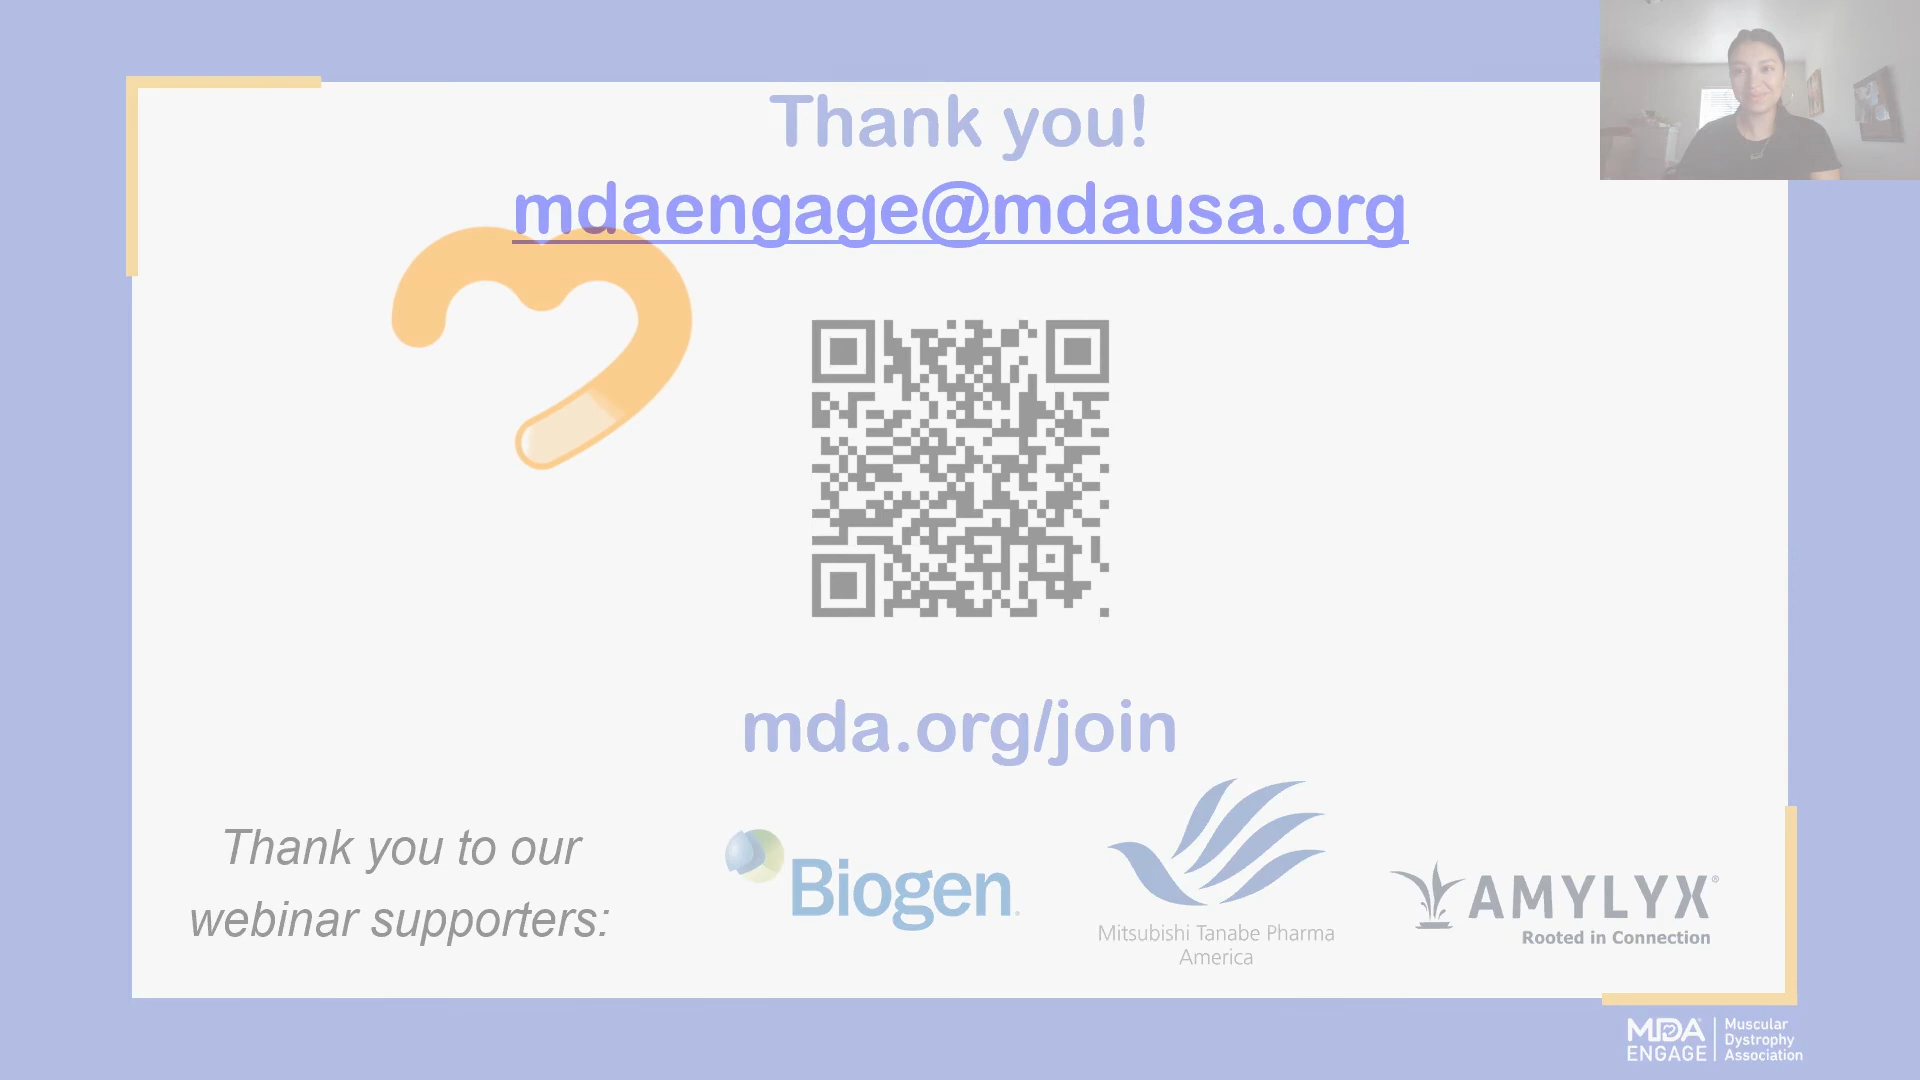 Thank you!
mdaengage@mdausa.org
mda.org/join
Thank you to our
webinar supporters:
Biogen.
Mitsubishi Tanabe Pharma
America
AMYLYX®
Rooted in Connection
MDA
ENGAGE
Muscular
Dystrophy
Association